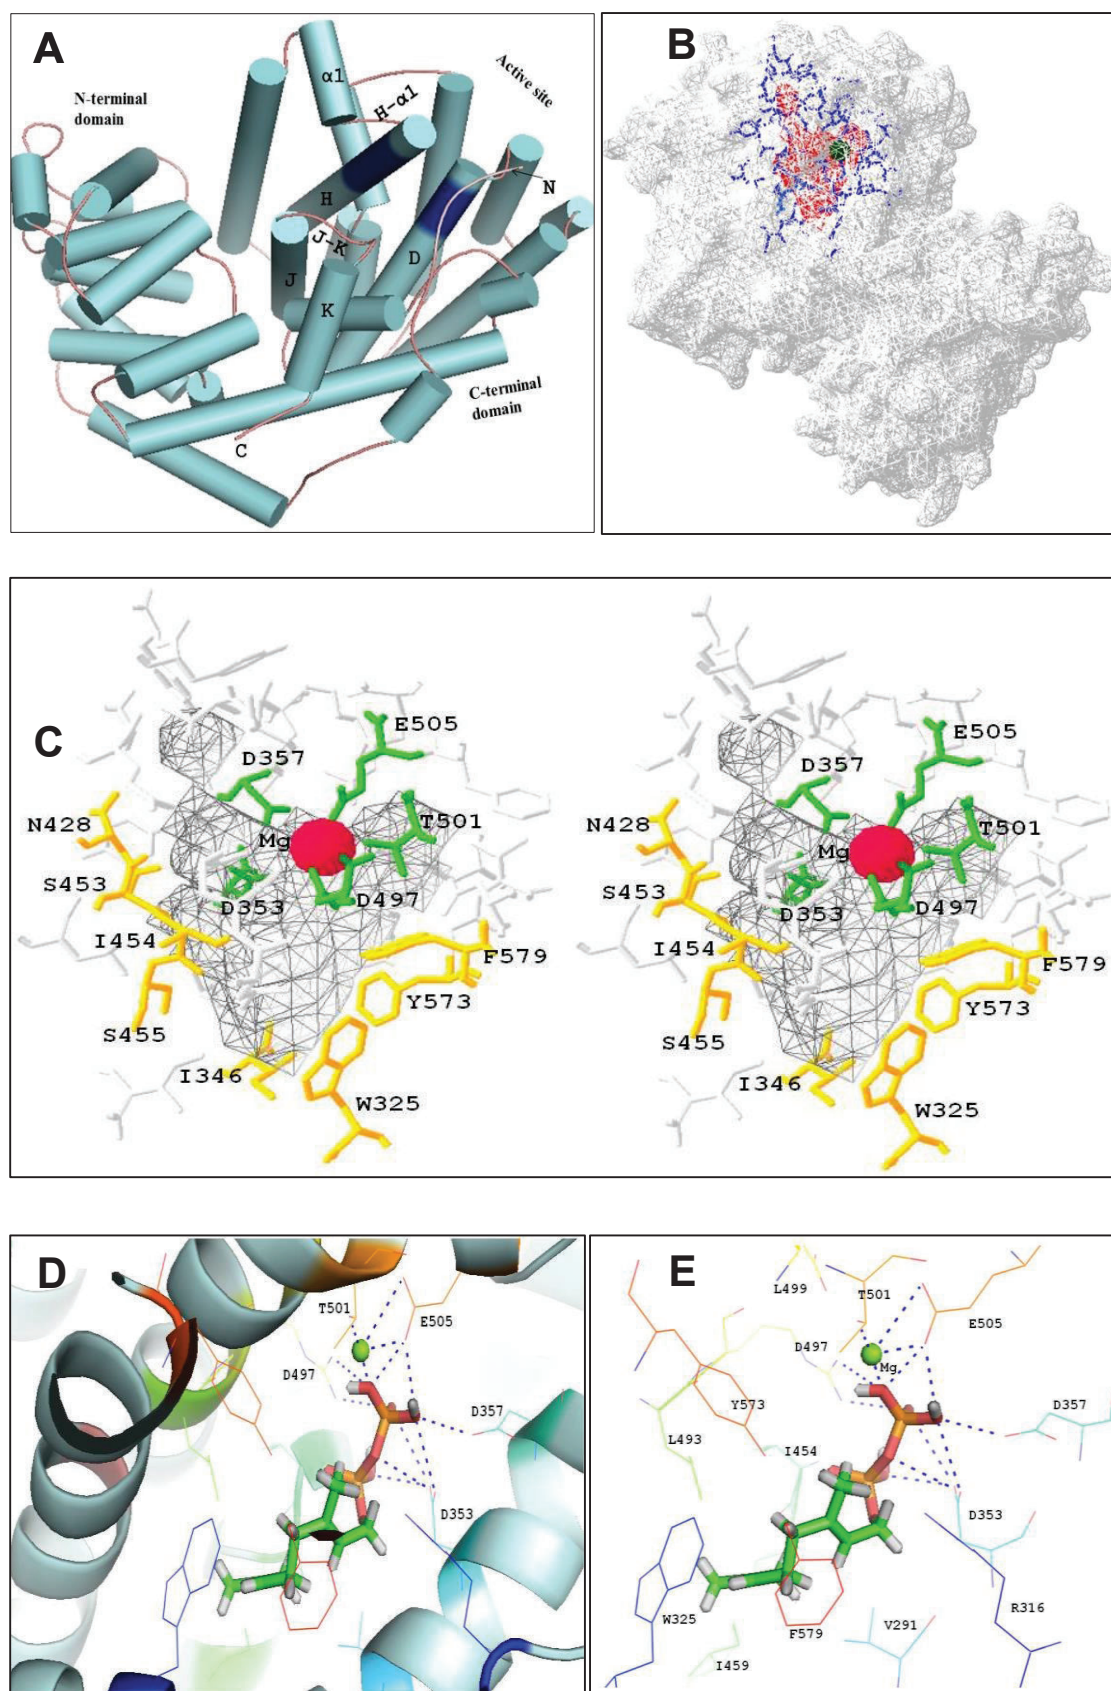 A
α1
N-terminal
domain
H-α1
Active site
N
H
J-K
J
D
K
C-terminal
domain
C
B
C
E505
D357
N428
Mg
T501
S453
D353
D497
I454
F579
Y573
S455
I346
W325
E505
D357
N428
Mg
T501
S453
D353
D497
I454
F579
Y573
S455
I346
W325
D
T501
E505
D497
D357
D353
E
L499
T501
E505
D497
Mg
Y573
D357
L493
I454
D353
W325
R316
F579
V291
I459